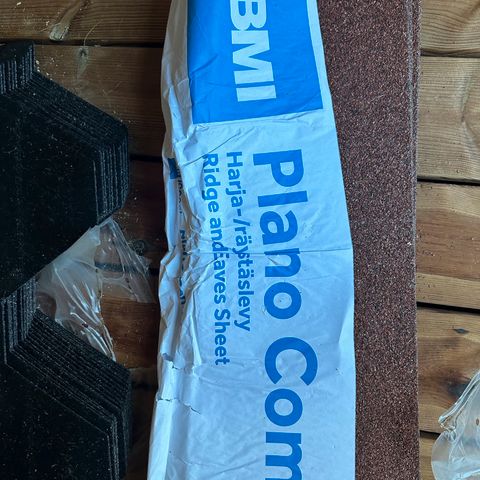 BMI
Plano Com
Harja-/räystäslevy
Ridge and eaves Sheet